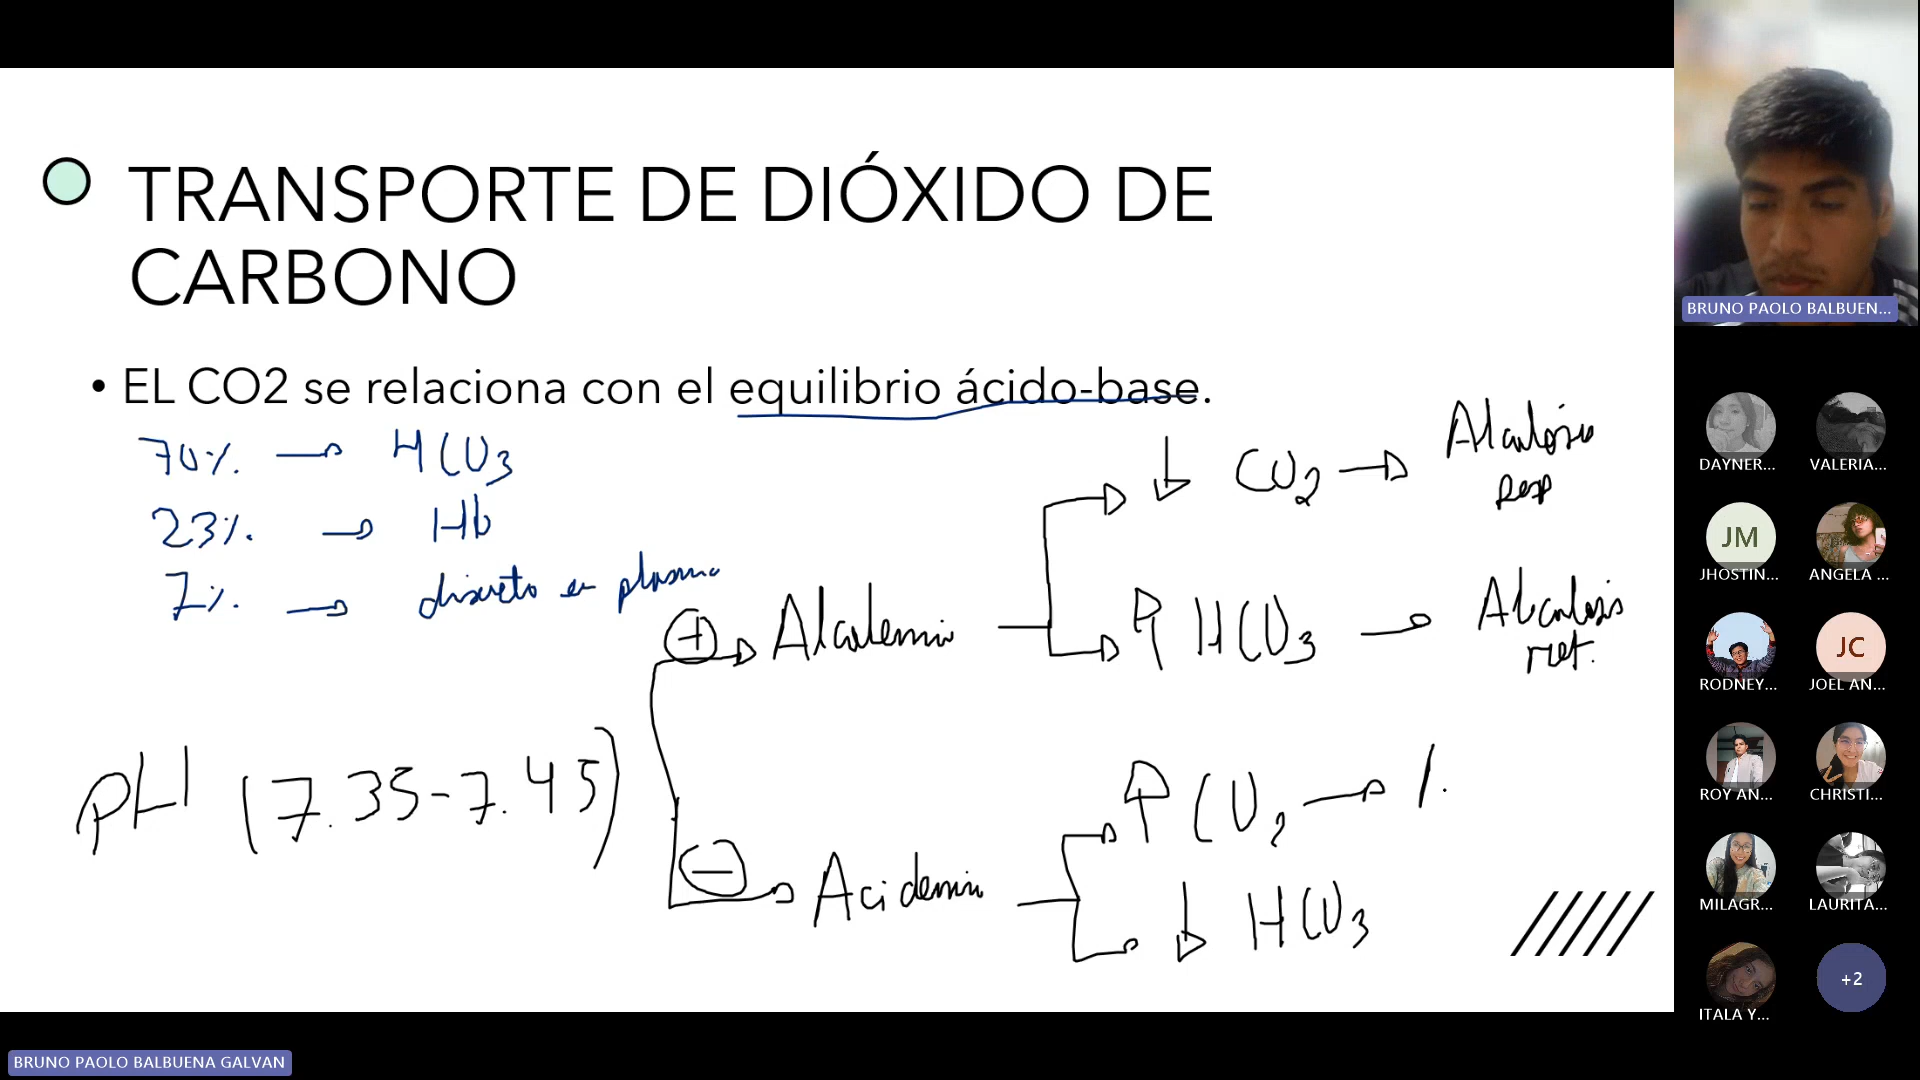 TRANSPORTE DE DIÓXIDO DE
CARBONO
• EL CO2 se relaciona con el equilibrio ácido-base.
70% → HCO3
23% → Hb
7% → disuelto en plasma
pH (7.35-7.45)
+ → Alcalemia
↓ CO2 → Alcalosis
resp
↑ HCO3 → Alcalosis
met.
- → Acidemia
↑ CO2 →
↓ HCO3
BRUNO PAOLO BALBUEN...
DAYNER...
VALERIA...
JM
JHOSTIN...
ANGELA ...
RODNEY...
JC
JOEL AN...
ROY AN...
CHRISTI...
MILAGR...
LAURITA...
ITALA Y...
+2
BRUNO PAOLO BALBUENA GALVAN